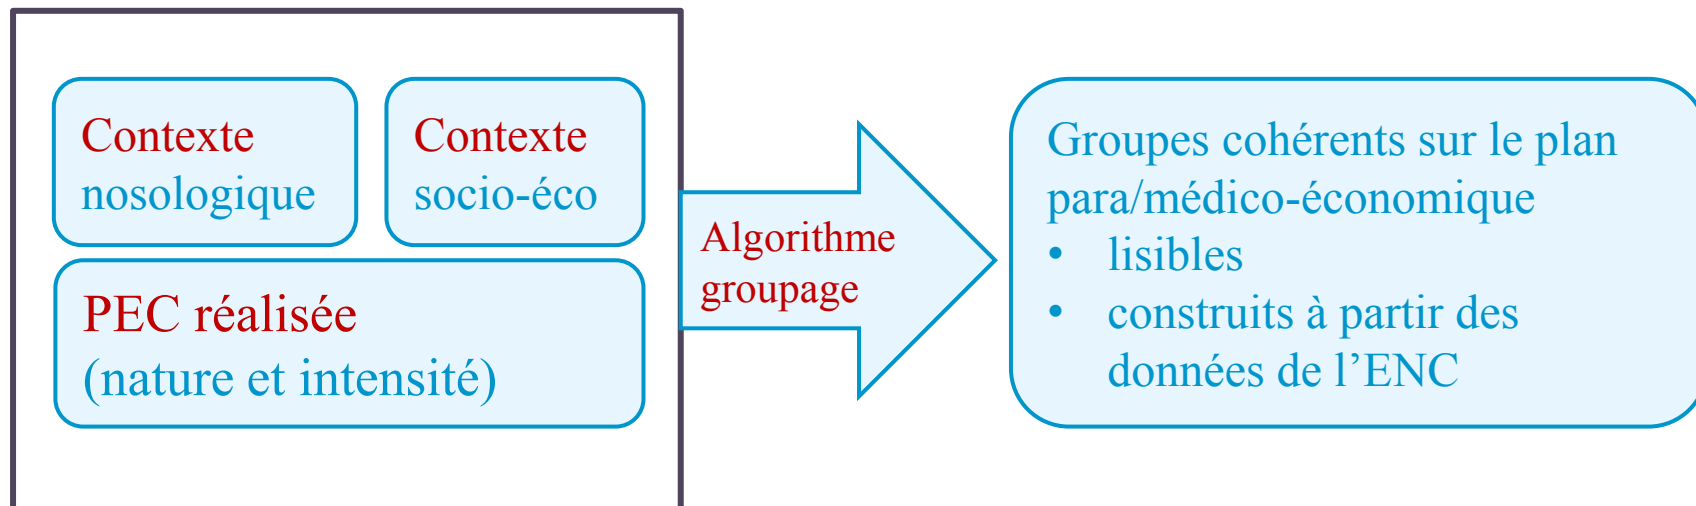 Contexte
nosologique
Contexte
socio-éco
PEC réalisée
(nature et intensité)
Algorithme
groupage
Groupes cohérents sur le plan
para/médico-économique
• lisibles
• construits à partir des
données de l’ENC